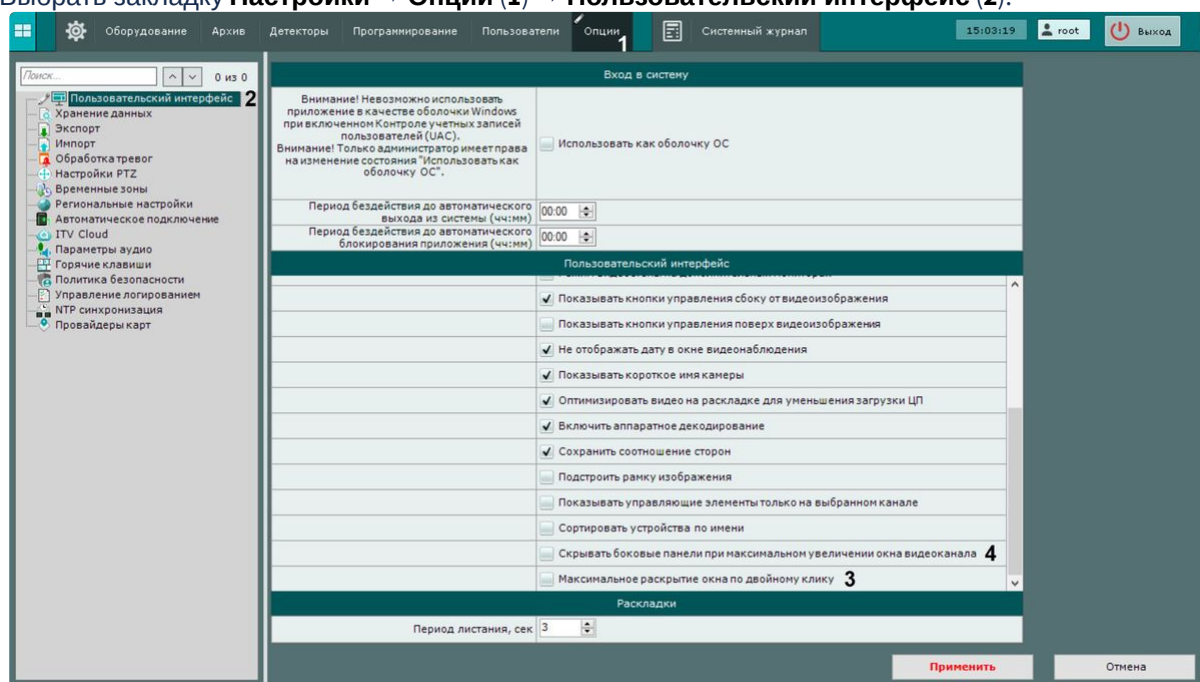 Выбрать закладку Настройки → Опции (1) → Пользовательский интерфейс (2).
Оборудование Архив Детекторы Программирование Пользователи Опции 1 Системный журнал 15:03:19 root Выход
Поиск... 0 из 0
Пользовательский интерфейс 2
Хранение данных
Экспорт
Импорт
Обработка тревог
Настройки PTZ
Временные зоны
Региональные настройки
Автоматическое подключение
ITV Cloud
Параметры аудио
Горячие клавиши
Политика безопасности
Управление логированием
NTP синхронизация
Провайдеры карт
Вход в систему
Внимание! Невозможно использовать
приложение в качестве оболочки Windows
при включенном Контроле учетных записей
пользователей (UAC).
Внимание! Только администратор имеет права
на изменение состояния "Использовать как
оболочку ОС".
Использовать как оболочку ОС
Период бездействия до автоматического
выхода из системы (чч:мм) 00:00
Период бездействия до автоматического
блокирования приложения (чч:мм) 00:00
Пользовательский интерфейс
Показывать кнопки управления сбоку от видеоизображения
Показывать кнопки управления поверх видеоизображения
Не отображать дату в окне видеонаблюдения
Показывать короткое имя камеры
Оптимизировать видео на раскладке для уменьшения загрузки ЦП
Включить аппаратное декодирование
Сохранить соотношение сторон
Подстроить рамку изображения
Показывать управляющие элементы только на выбранном канале
Сортировать устройства по имени
Скрывать боковые панели при максимальном увеличении окна видеоканала 4
Максимальное раскрытие окна по двойному клику 3
Раскладки
Период листания, сек 3
Применить Отмена